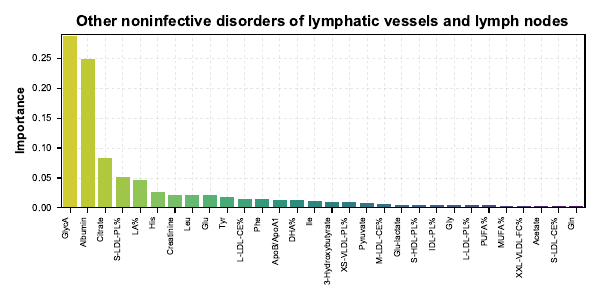 Other noninfective disorders of lymphatic vessels and lymph nodes
Importance
0.25
0.20
0.15
0.10
0.05
0.00
GlycA
Albumin
Citrate
S-LDL-PL%
LA%
His
Creatinine
Leu
Glu
Tyr
L-LDL-CE%
Phe
ApoB/ApoA1
DHA%
Ile
3-Hydroxybutyrate
XS-VLDL-PL%
Pyruvate
M-LDL-CE%
Glu-lactate
S-HDL-PL%
IDL-PL%
Gly
L-LDL-PL%
PUFA%
MUFA%
XXL-VLDL-FC%
Acetate
S-LDL-CE%
Gln